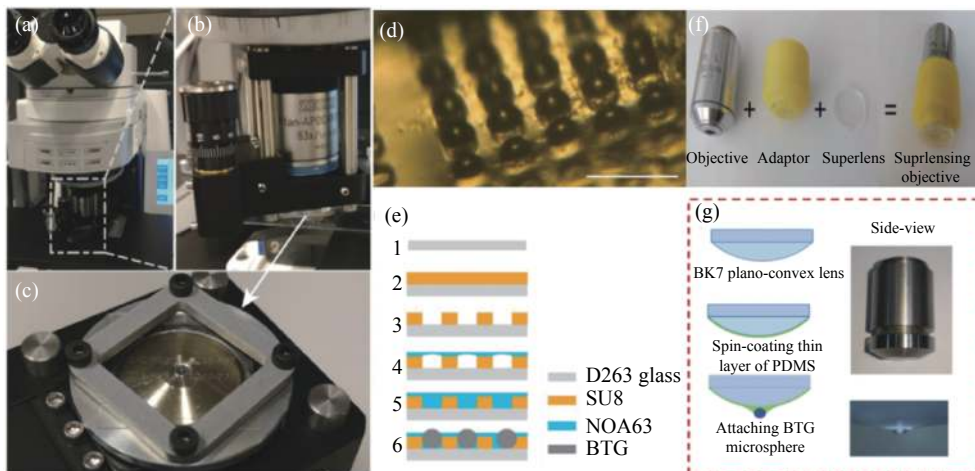 (a)
(b)
(c)
(d)
(e)
1
2
3
4
5
6
D263 glass
SU8
NOA63
BTG
(f)
+
+
=
Objective
Adaptor
Superlens
Suprlensing
objective
(g)
Side-view
BK7 plano-convex lens
Spin-coating thin
layer of PDMS
Attaching BTG
microsphere